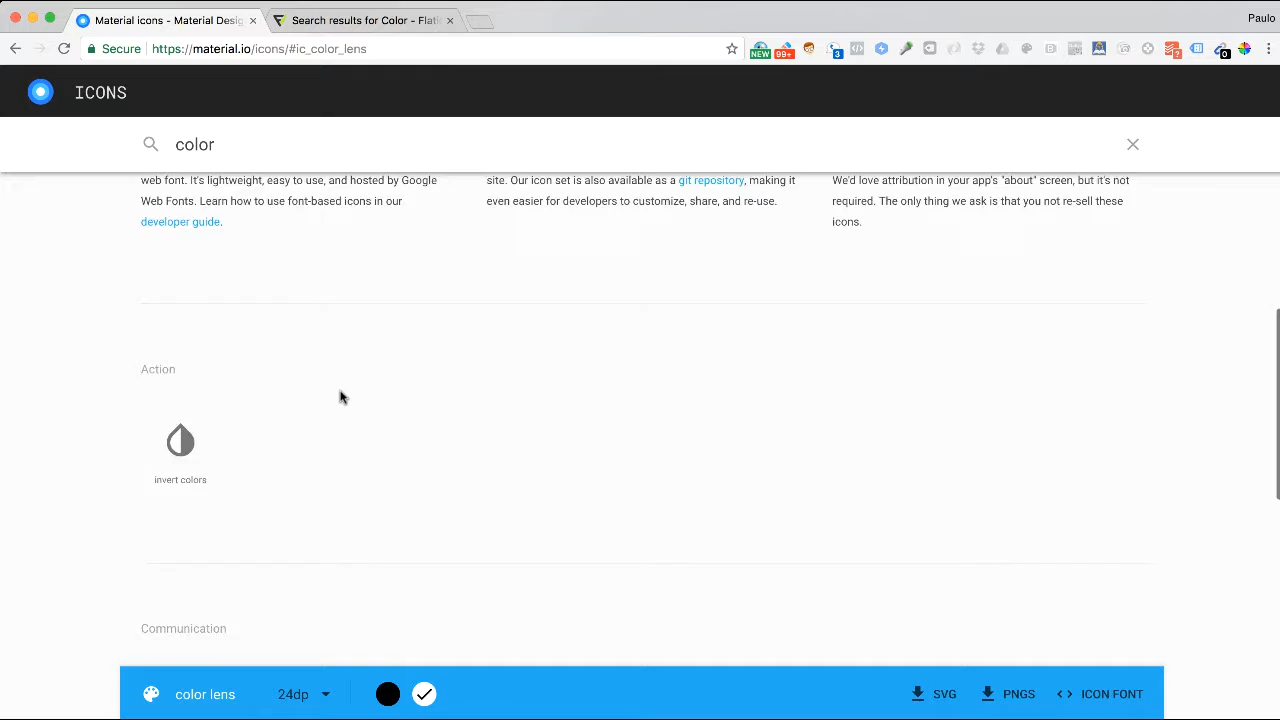 Material icons - Material Desig
Search results for Color - Flati
Paulo
Secure
https://material.io/icons/#ic_color_lens
NEW
99+
3
?
0
ICONS
color
web font. It's lightweight, easy to use, and hosted by Google
Web Fonts. Learn how to use font-based icons in our
developer guide.
site. Our icon set is also available as a git repository, making it
even easier for developers to customize, share, and re-use.
We'd love attribution in your app's "about" screen, but it's not
required. The only thing we ask is that you not re-sell these
icons.
Action
invert colors
Communication
color lens
24dp
SVG
PNGS
ICON FONT